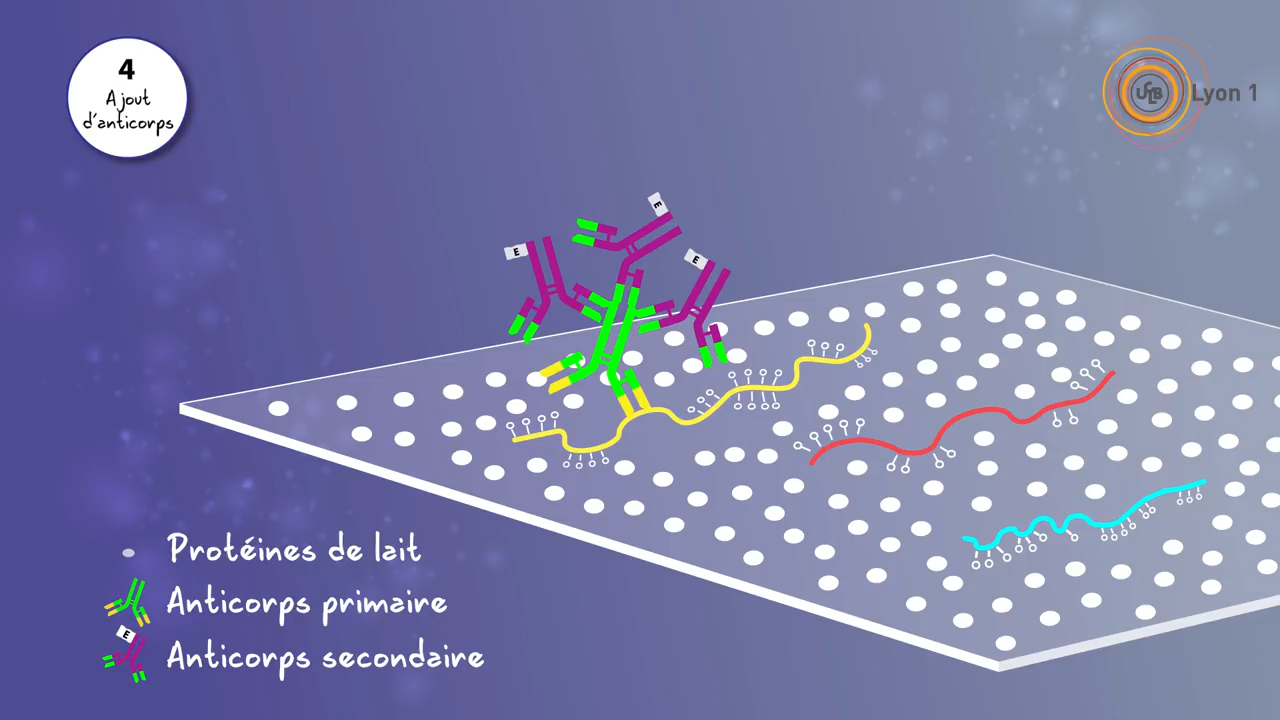 4
Ajout
d'anticorps
UCB Lyon 1
E
E
E
Protéines de lait
Anticorps primaire
E
Anticorps secondaire